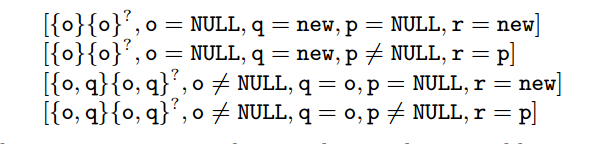 [{o}{o}?, o = NULL, q = new, p = NULL, r = new]
[{o}{o}?, o = NULL, q = new, p ≠ NULL, r = p]
[{o, q}{o, q}?, o ≠ NULL, q = o, p = NULL, r = new]
[{o, q}{o, q}?, o ≠ NULL, q = o, p ≠ NULL, r = p]